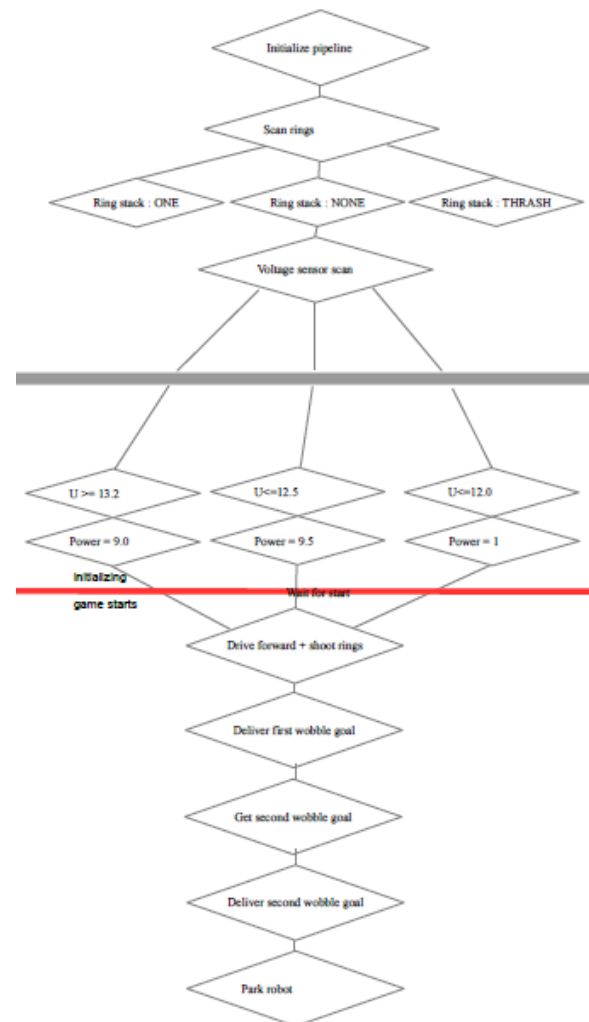 Initialize pipeline
Scan rings
Ring stack : ONE
Ring stack : NONE
Ring stack : THRASH
Voltage sensor scan
U >= 13.2
U<=12.5
U<=12.0
Power = 9.0
Power = 9.5
Power = 1
Initializing
Wait for start
game starts
Drive forward + shoot rings
Deliver first wobble goal
Get second wobble goal
Deliver second wobble goal
Park robot